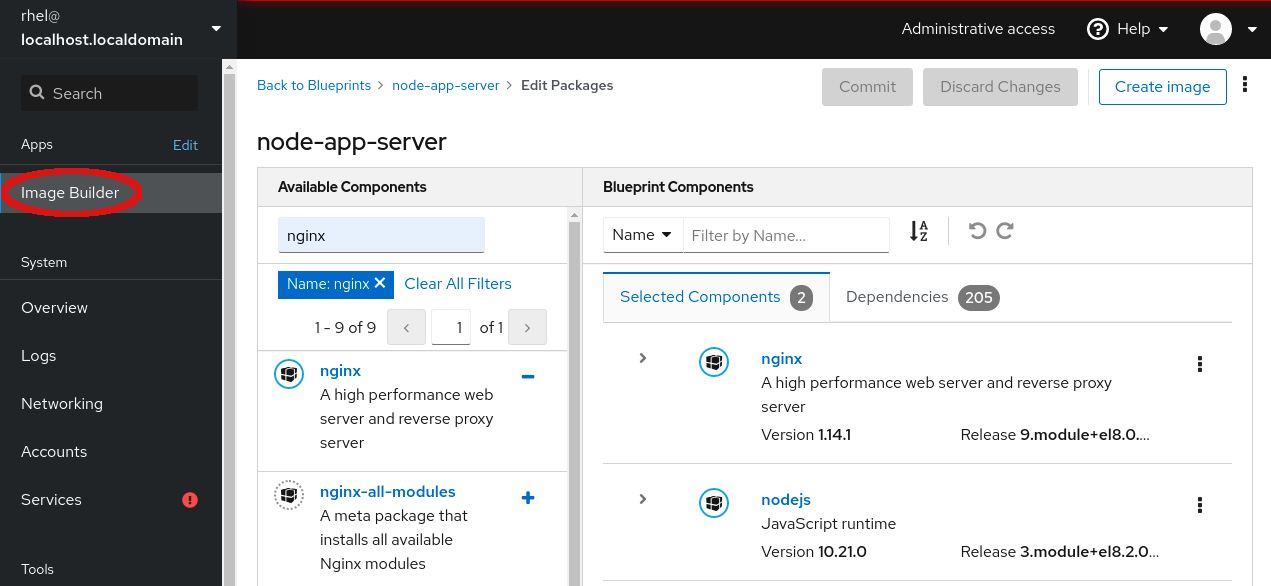 rhel@
localhost.localdomain
Administrative access
Help
Search
Apps
Edit
Image Builder
System
Overview
Logs
Networking
Accounts
Services
Tools
Back to Blueprints > node-app-server > Edit Packages
Commit
Discard Changes
Create image
node-app-server
Available Components
nginx
Name: nginx
Clear All Filters
1 - 9 of 9
1 of 1
nginx
A high performance web
server and reverse proxy
server
nginx-all-modules
A meta package that
installs all available
Nginx modules
Blueprint Components
Name
Filter by Name...
A
Z
Selected Components 2
Dependencies 205
nginx
A high performance web server and reverse proxy
server
Version 1.14.1
Release 9.module+el8.0....
nodejs
JavaScript runtime
Version 10.21.0
Release 3.module+el8.2.0...